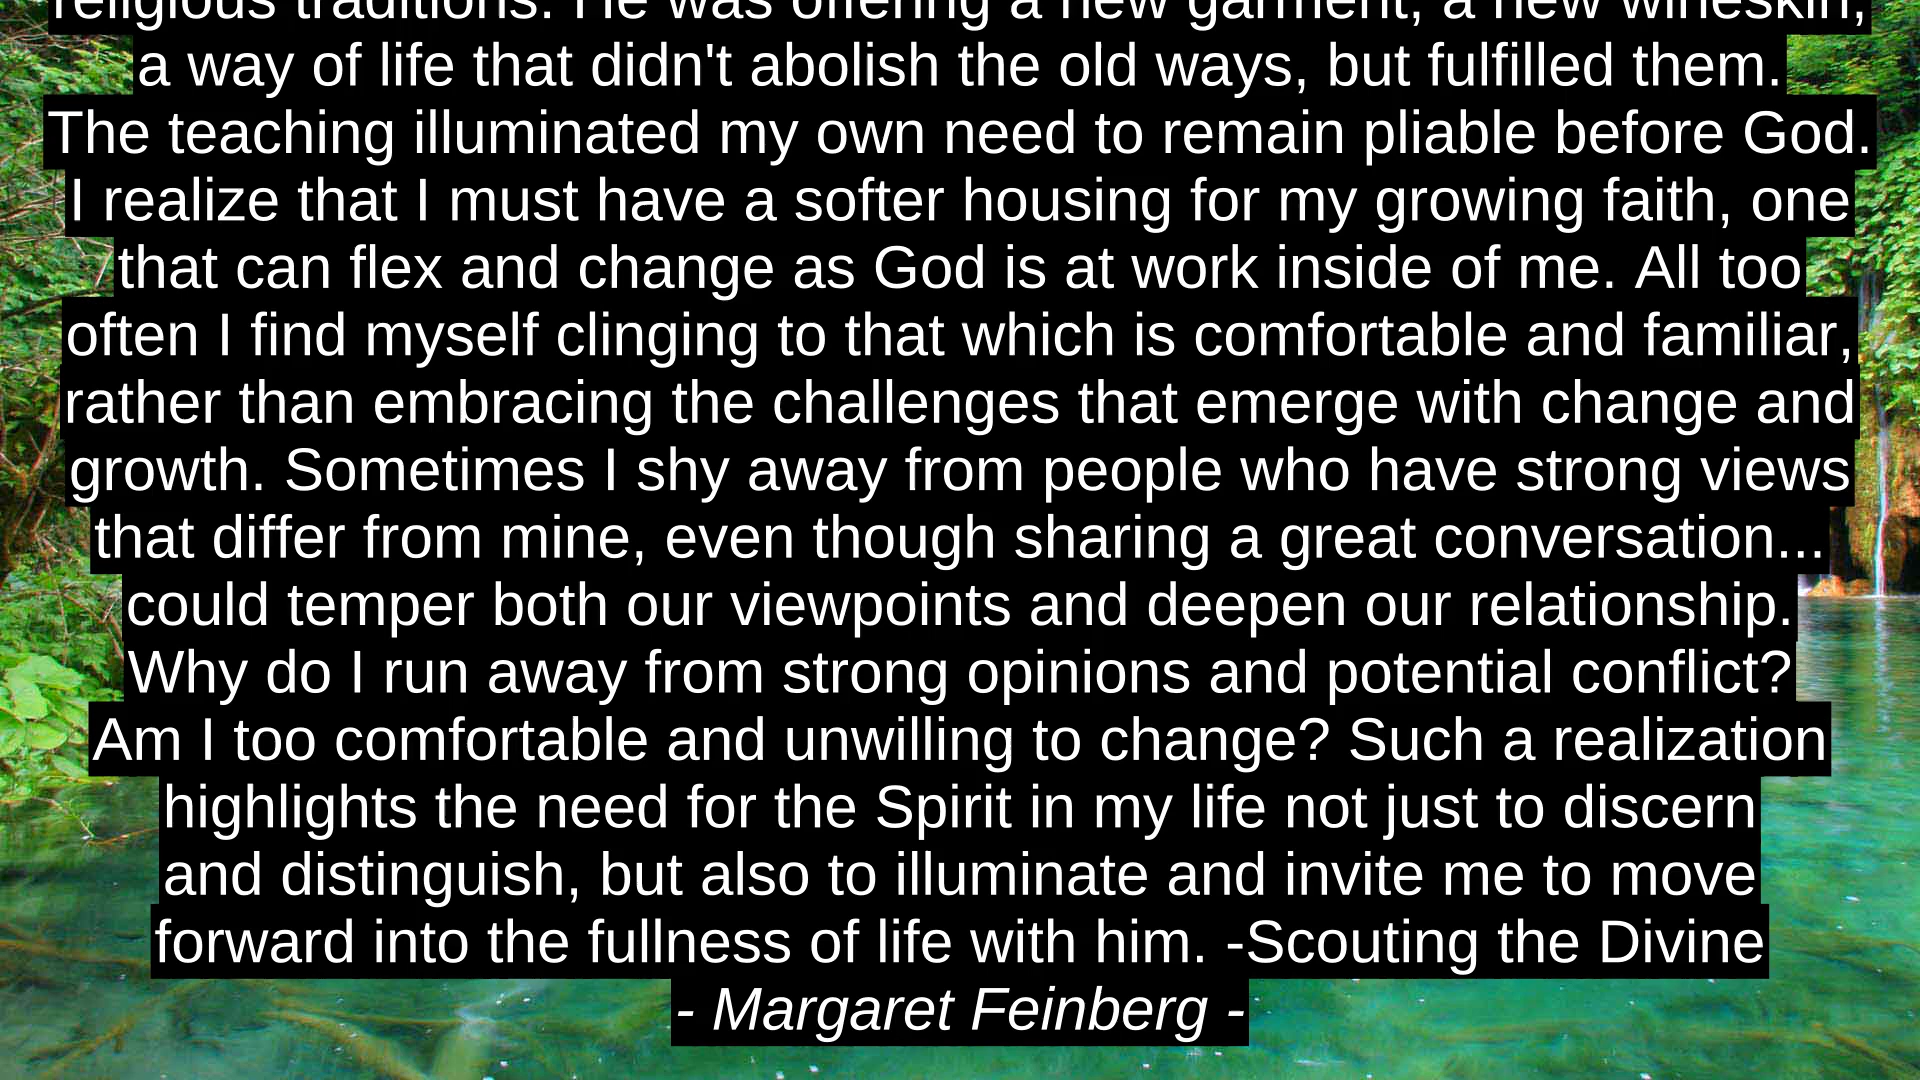 religious traditions. He was offering a new garment, a new wineskin,
a way of life that didn't abolish the old ways, but fulfilled them.
The teaching illuminated my own need to remain pliable before God.
I realize that I must have a softer housing for my growing faith, one
that can flex and change as God is at work inside of me. All too
often I find myself clinging to that which is comfortable and familiar,
rather than embracing the challenges that emerge with change and
growth. Sometimes I shy away from people who have strong views
that differ from mine, even though sharing a great conversation...
could temper both our viewpoints and deepen our relationship.
Why do I run away from strong opinions and potential conflict?
Am I too comfortable and unwilling to change? Such a realization
highlights the need for the Spirit in my life not just to discern
and distinguish, but also to illuminate and invite me to move
forward into the fullness of life with him. -Scouting the Divine
- Margaret Feinberg -